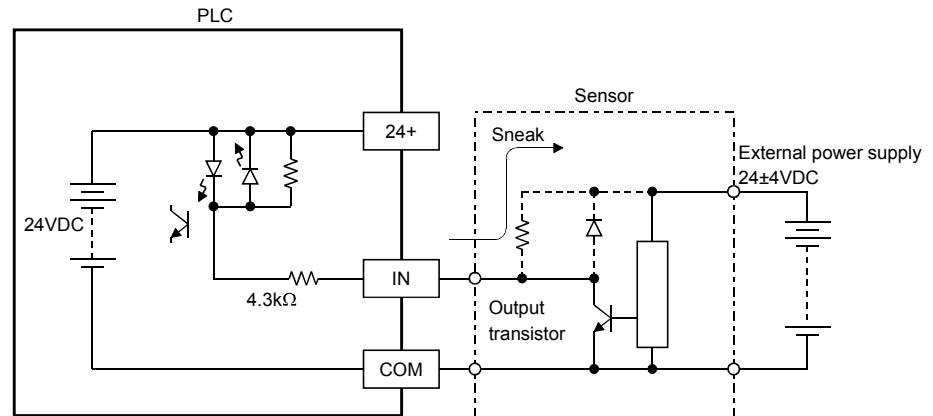 PLC
24+
Sensor
Sneak
External power supply
24±4VDC
24VDC
IN
4.3kΩ
Output
transistor
COM